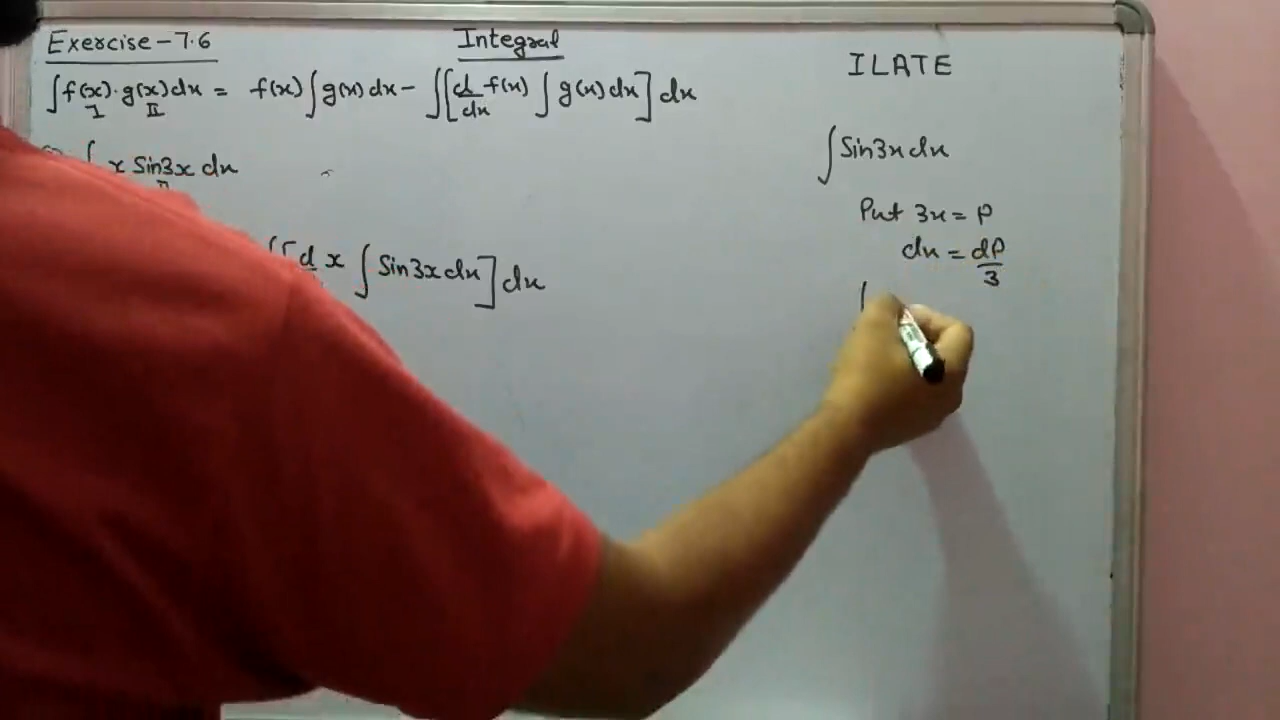 Exercise-7.6
Integral
ILATE
∫f(x)·g(x)dx = f(x)∫g(x)dx - ∫[d/dx f(x) ∫g(x)dx]dx
I II
∫x Sin3x dx
II
∫[d x ∫Sin3x dx]dx
∫Sin3x dx
Put 3x = P
dx = dP/3
∫